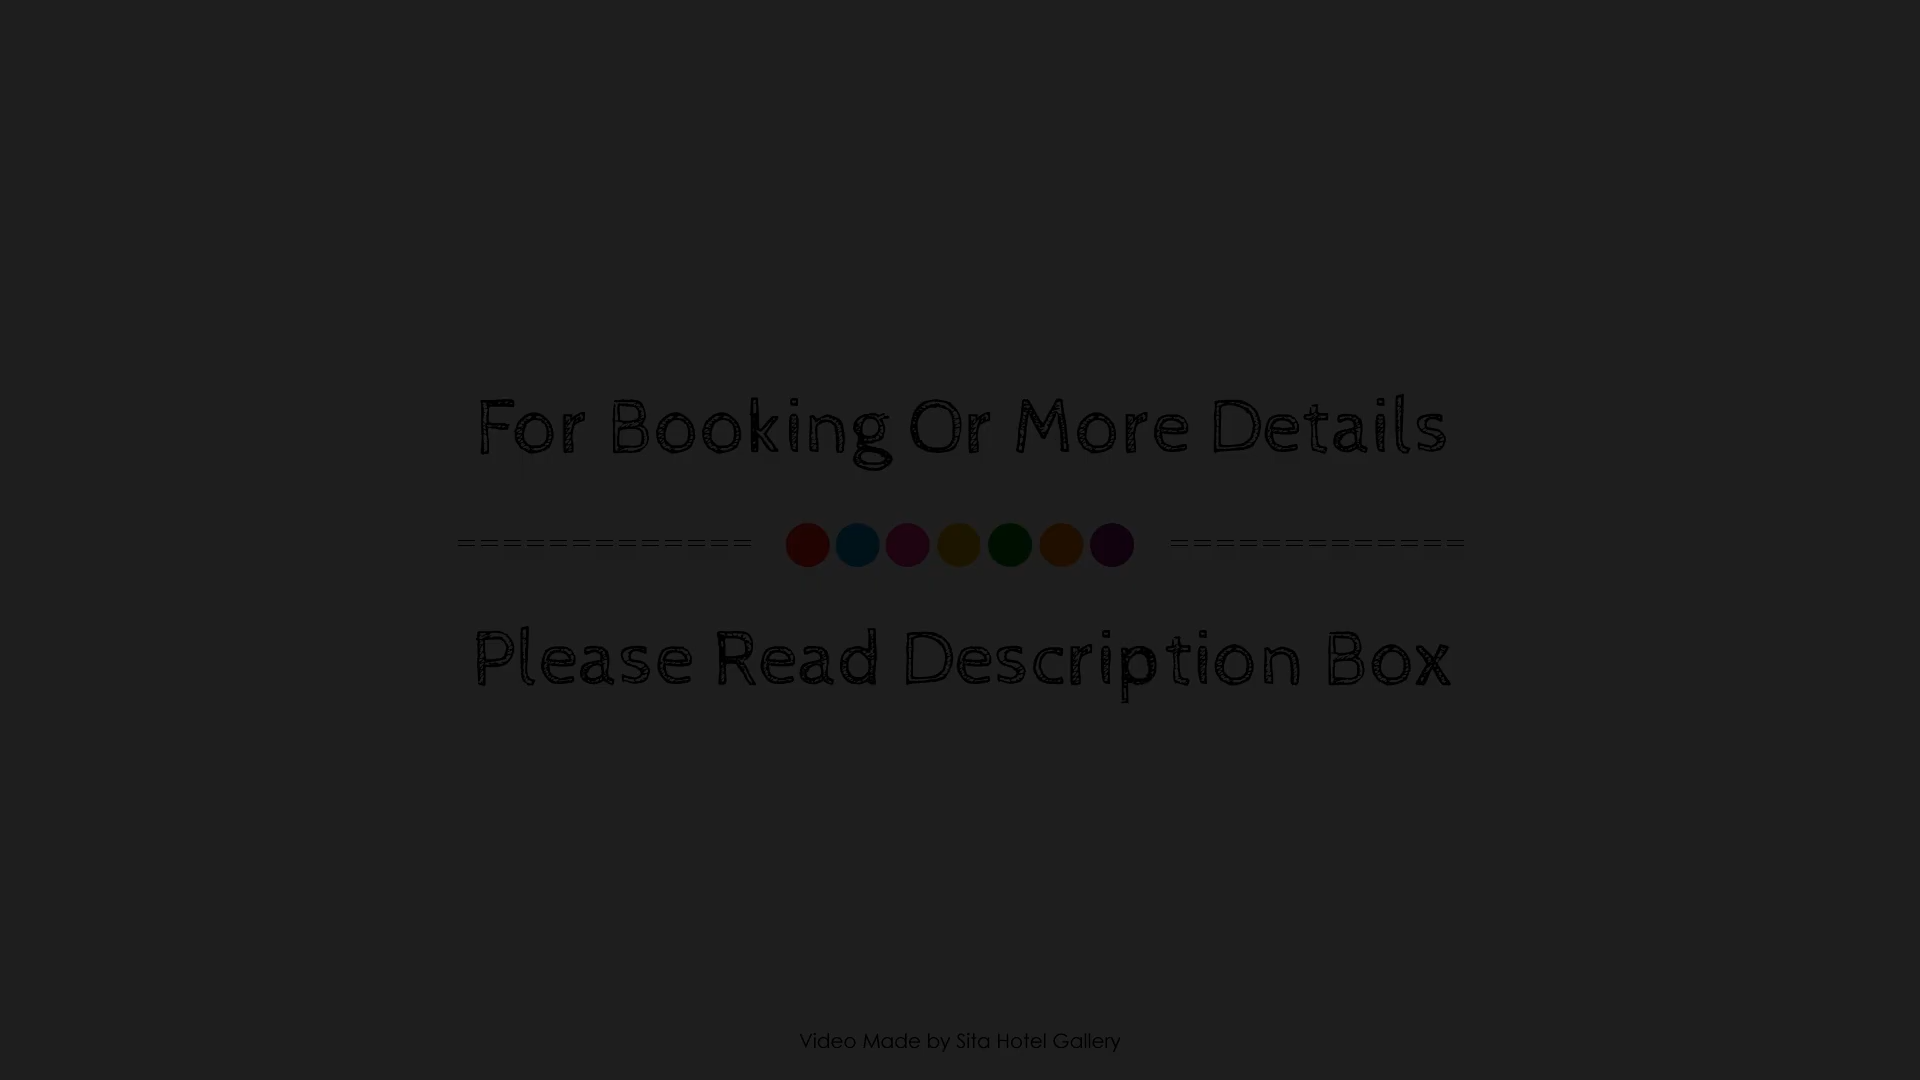 For Booking Or More Details
============= =============
Please Read Description Box
Video Made by Sita Hotel Gallery